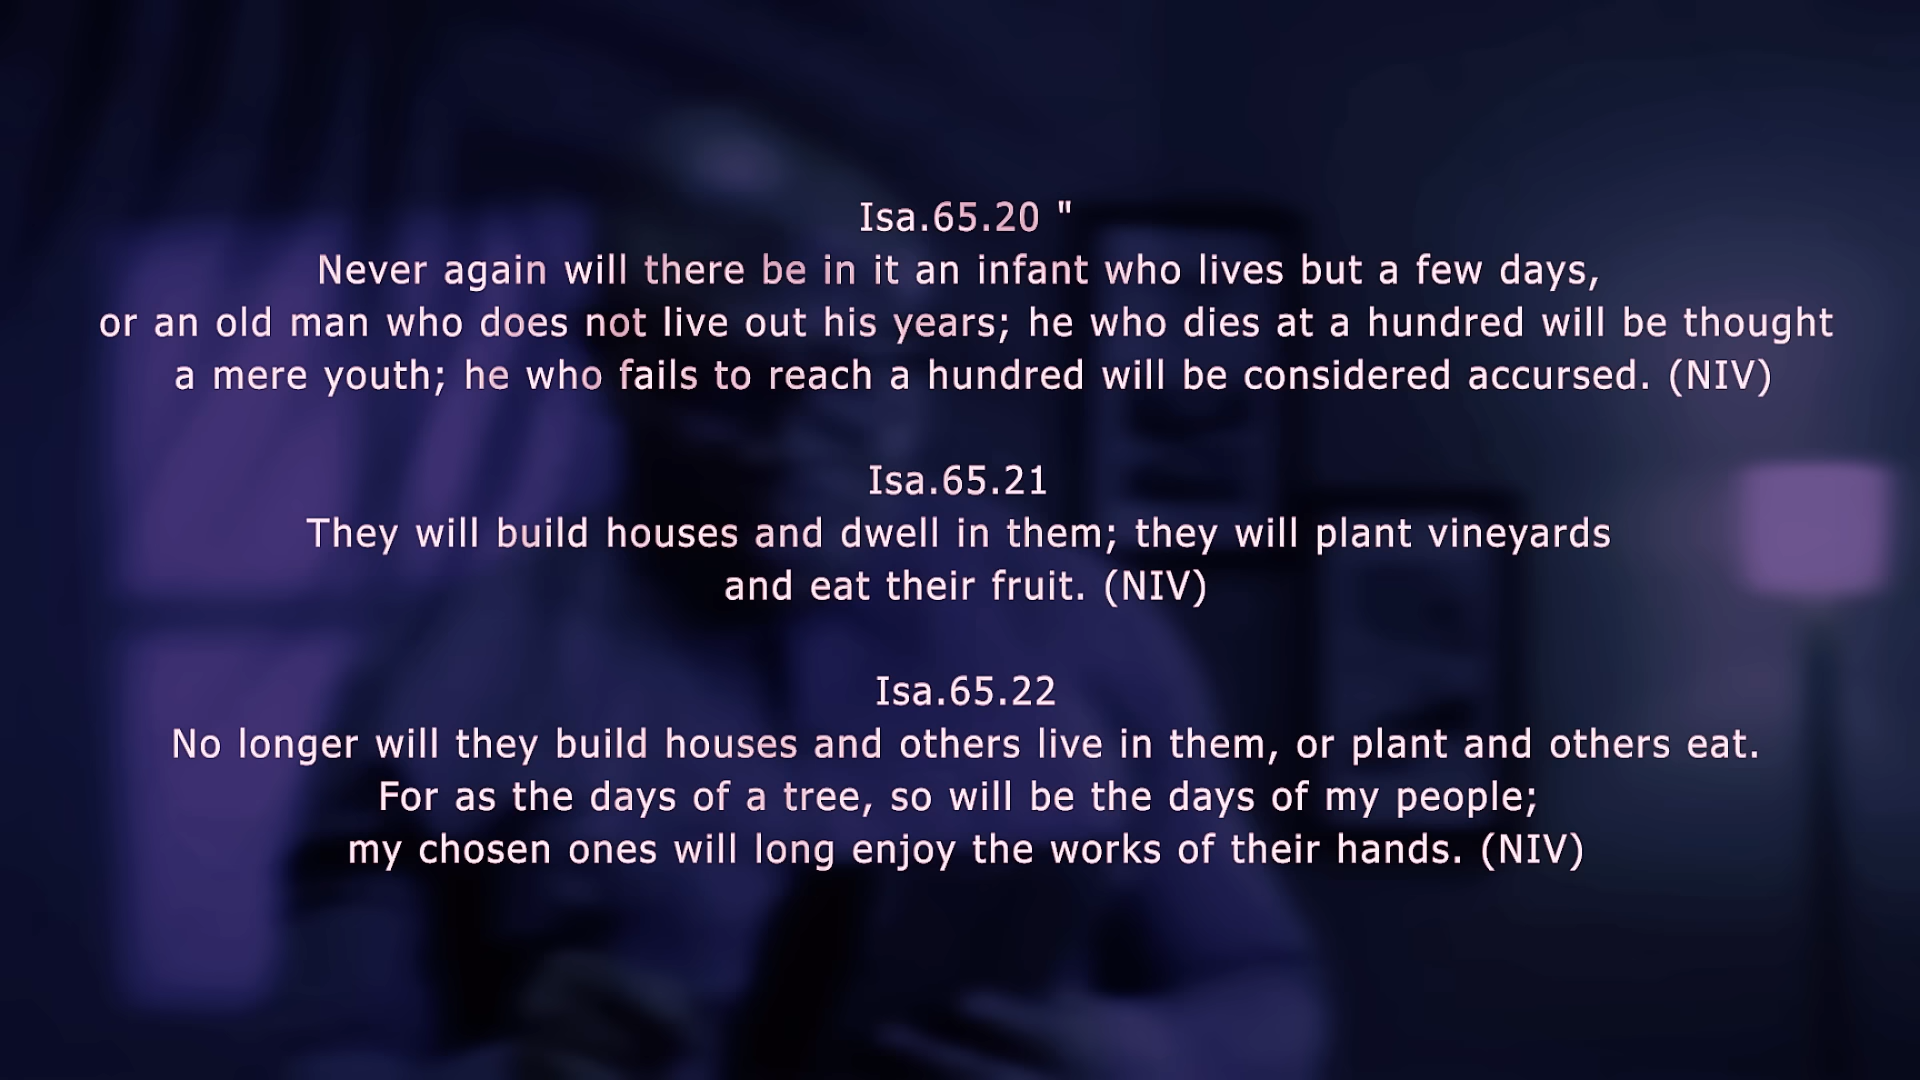 Isa.65.20 "
Never again will there be in it an infant who lives but a few days,
or an old man who does not live out his years; he who dies at a hundred will be thought
a mere youth; he who fails to reach a hundred will be considered accursed. (NIV)
Isa.65.21
They will build houses and dwell in them; they will plant vineyards
and eat their fruit. (NIV)
Isa.65.22
No longer will they build houses and others live in them, or plant and others eat.
For as the days of a tree, so will be the days of my people;
my chosen ones will long enjoy the works of their hands. (NIV)